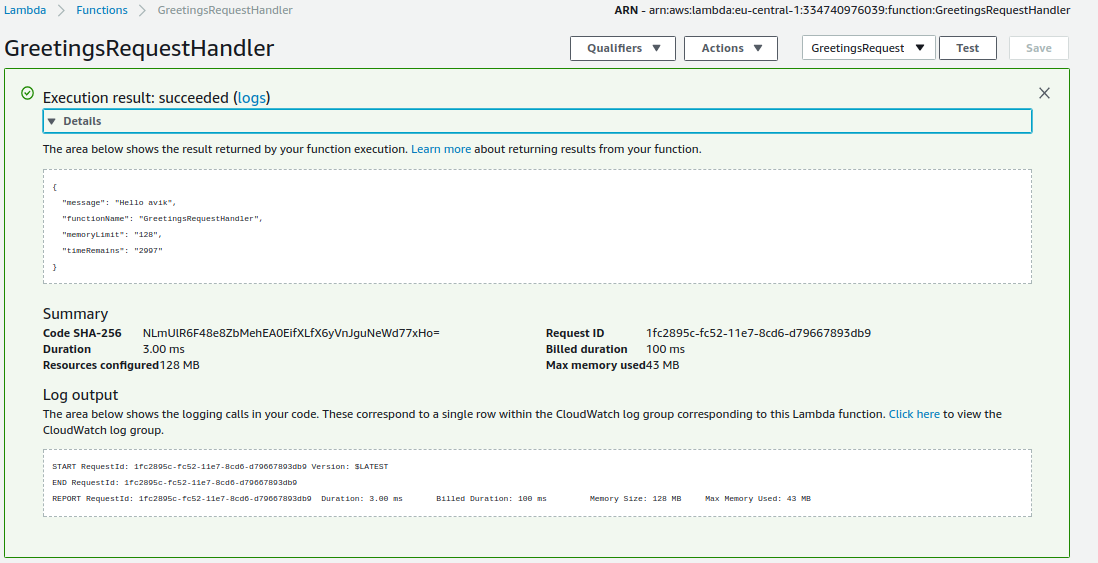 Lambda > Functions > GreetingsRequestHandler ARN - arn:aws:lambda:eu-central-1:334740976039:function:GreetingsRequestHandler
GreetingsRequestHandler Qualifiers Actions GreetingsRequest Test Save
Execution result: succeeded (logs)
Details
The area below shows the result returned by your function execution. Learn more about returning results from your function.
{
"message": "Hello avik",
"functionName": "GreetingsRequestHandler",
"memoryLimit": "128",
"timeRemains": "2997"
}
Summary
Code SHA-256 NLmUlR6F48e8ZbMehEA0EifXLfX6yVnJguNeWd77xHo= Request ID 1fc2895c-fc52-11e7-8cd6-d79667893db9
Duration 3.00 ms Billed duration 100 ms
Resources configured128 MB Max memory used43 MB
Log output
The area below shows the logging calls in your code. These correspond to a single row within the CloudWatch log group corresponding to this Lambda function. Click here to view the
CloudWatch log group.
START RequestId: 1fc2895c-fc52-11e7-8cd6-d79667893db9 Version: $LATEST
END RequestId: 1fc2895c-fc52-11e7-8cd6-d79667893db9
REPORT RequestId: 1fc2895c-fc52-11e7-8cd6-d79667893db9 Duration: 3.00 ms Billed Duration: 100 ms Memory Size: 128 MB Max Memory Used: 43 MB